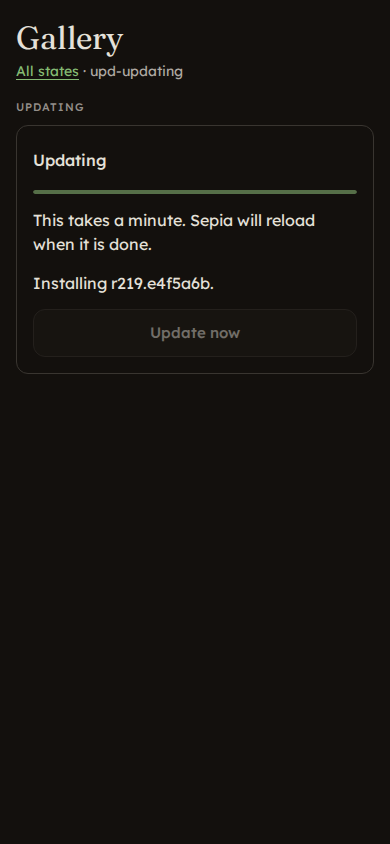 Gallery
All states · upd-updating
UPDATING
Updating
This takes a minute. Sepia will reload
when it is done.
Installing r219.e4f5a6b.
Update now